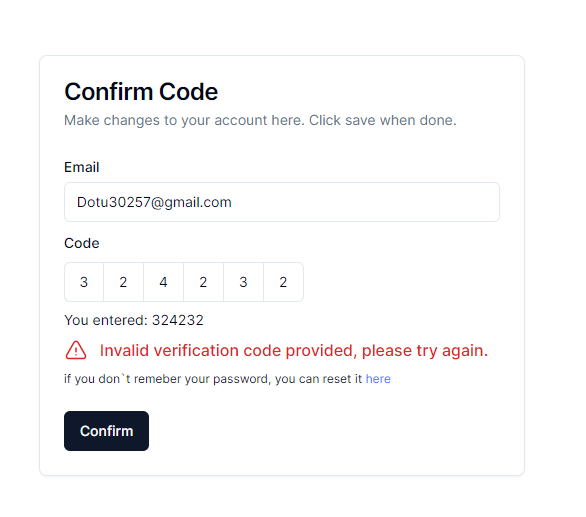 Confirm Code
Make changes to your account here. Click save when done.
Email
Dotu30257@gmail.com
Code
3 2 4 2 3 2
You entered: 324232
Invalid verification code provided, please try again.
if you don`t remeber your password, you can reset it here
Confirm